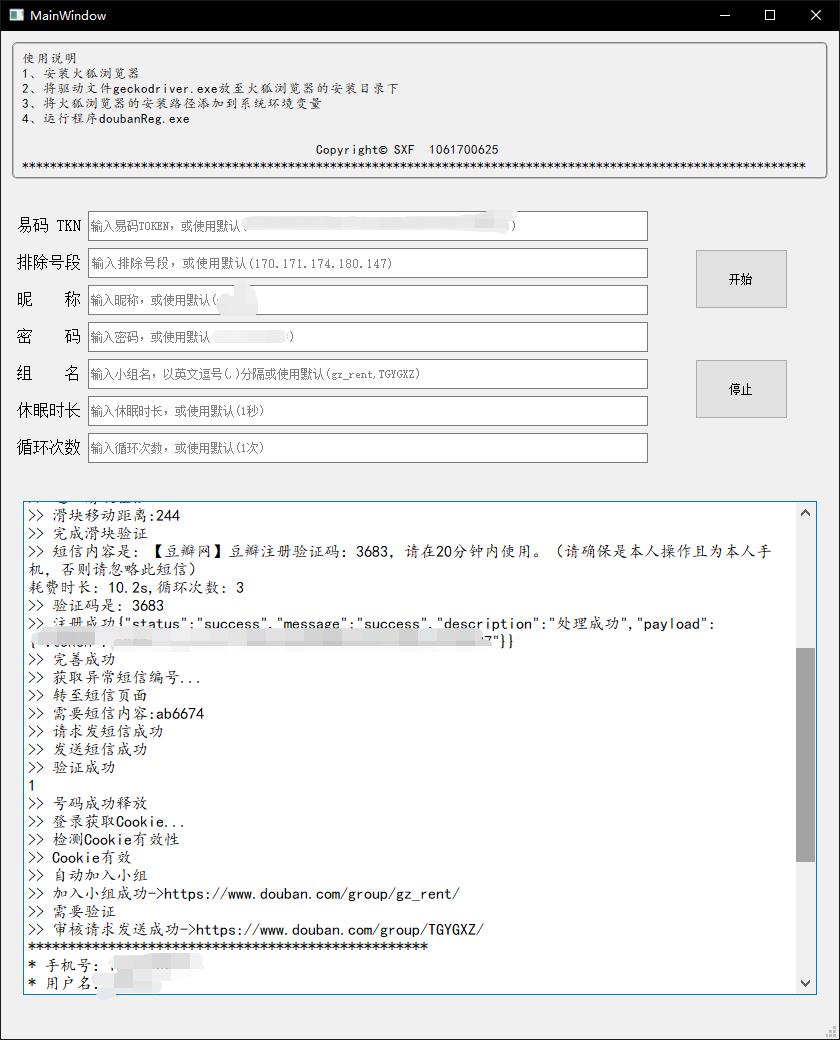 MainWindow
使用说明
1、安装火狐浏览器
2、将驱动文件geckodriver.exe放至火狐浏览器的安装目录下
3、将火狐浏览器的安装路径添加到系统环境变量
4、运行程序doubanReg.exe
Copyright© SXF 1061700625
易码 TKN 输入易码TOKEN，或使用默认( )
排除号段 输入排除号段，或使用默认(170.171.174.180.147)
开始
昵 称 输入昵称，或使用默认(
密 码 输入密码，或使用默认 )
组 名 输入小组名，以英文逗号(,)分隔或使用默认(gz_rent,TGYGXZ)
停止
休眠时长 输入休眠时长，或使用默认(1秒)
循环次数 输入循环次数，或使用默认(1次)
>> 滑块移动距离:244
>> 完成滑块验证
>> 短信内容是: 【豆瓣网】豆瓣注册验证码: 3683, 请在20分钟内使用。（请确保是本人操作且为本人手
机, 否则请忽略此短信）
耗费时长: 10.2s,循环次数: 3
>> 验证码是: 3683
>> 注册成功{"status":"success","message":"success","description":"处理成功","payload":
"}}
>> 完善成功
>> 获取异常短信编号...
>> 转至短信页面
>> 需要短信内容:ab6674
>> 请求发短信成功
>> 发送短信成功
>> 验证成功
1
>> 号码成功释放
>> 登录获取Cookie...
>> 检测Cookie有效性
>> Cookie有效
>> 自动加入小组
>> 加入小组成功->https://www.douban.com/group/gz_rent/
>> 需要验证
>> 审核请求发送成功->https://www.douban.com/group/TGYGXZ/
**************************************************
* 手机号:
* 用户名: